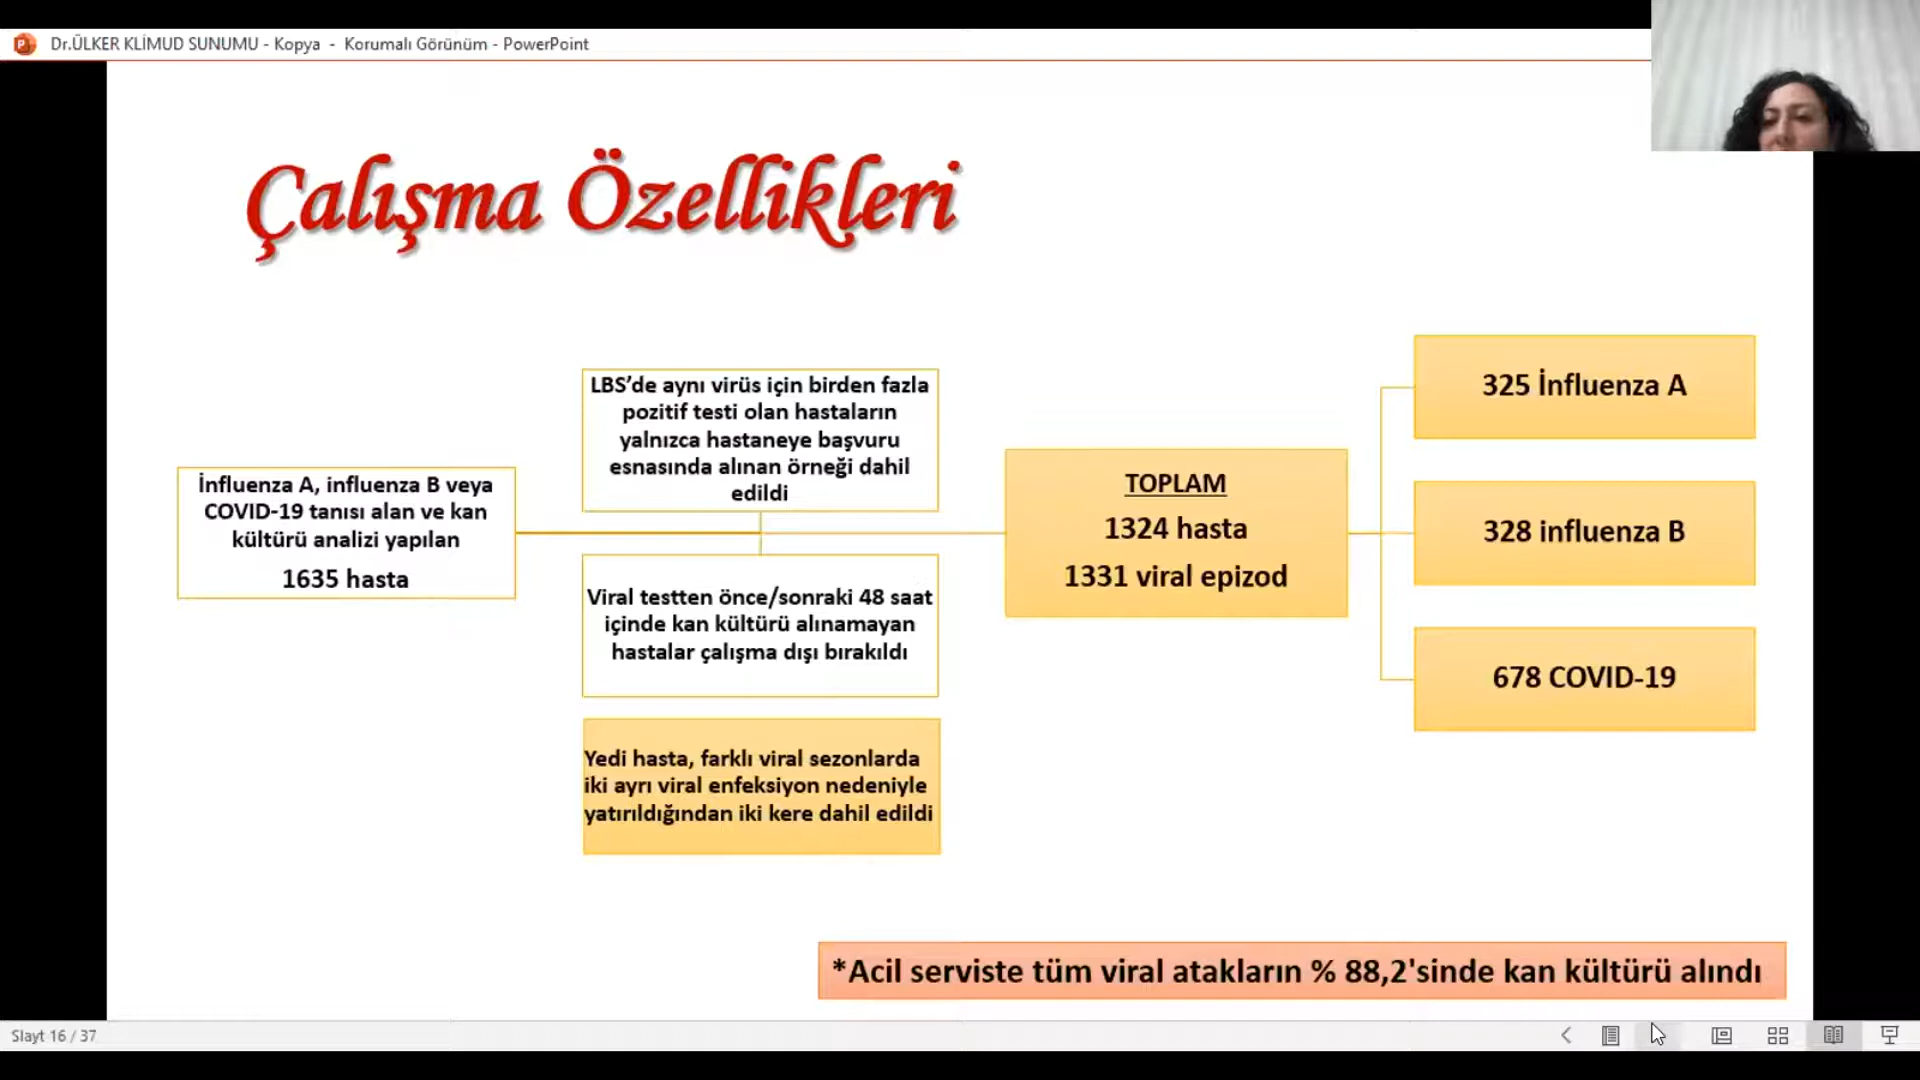 Dr.ÜLKER KLİMUD SUNUMU - Kopya - Korumalı Görünüm - PowerPoint
Çalışma Özellikleri
İnfluenza A, influenza B veya
COVID-19 tanısı alan ve kan
kültürü analizi yapılan
1635 hasta
LBS’de aynı virüs için birden fazla
pozitif testi olan hastaların
yalnızca hastaneye başvuru
esnasında alınan örneği dahil
edildi
Viral testten önce/sonraki 48 saat
içinde kan kültürü alınamayan
hastalar çalışma dışı bırakıldı
Yedi hasta, farklı viral sezonlarda
iki ayrı viral enfeksiyon nedeniyle
yatırıldığından iki kere dahil edildi
TOPLAM
1324 hasta
1331 viral epizod
325 İnfluenza A
328 influenza B
678 COVID-19
*Acil serviste tüm viral atakların % 88,2'sinde kan kültürü alındı
Slayt 16 / 37